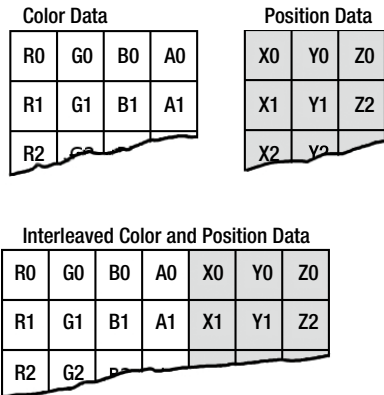 Color Data
R0 G0 B0 A0
R1 G1 B1 A1
R2
Position Data
X0 Y0 Z0
X1 Y1 Z2
X2 Y2
Interleaved Color and Position Data
R0 G0 B0 A0 X0 Y0 Z0
R1 G1 B1 A1 X1 Y1 Z2
R2 G2